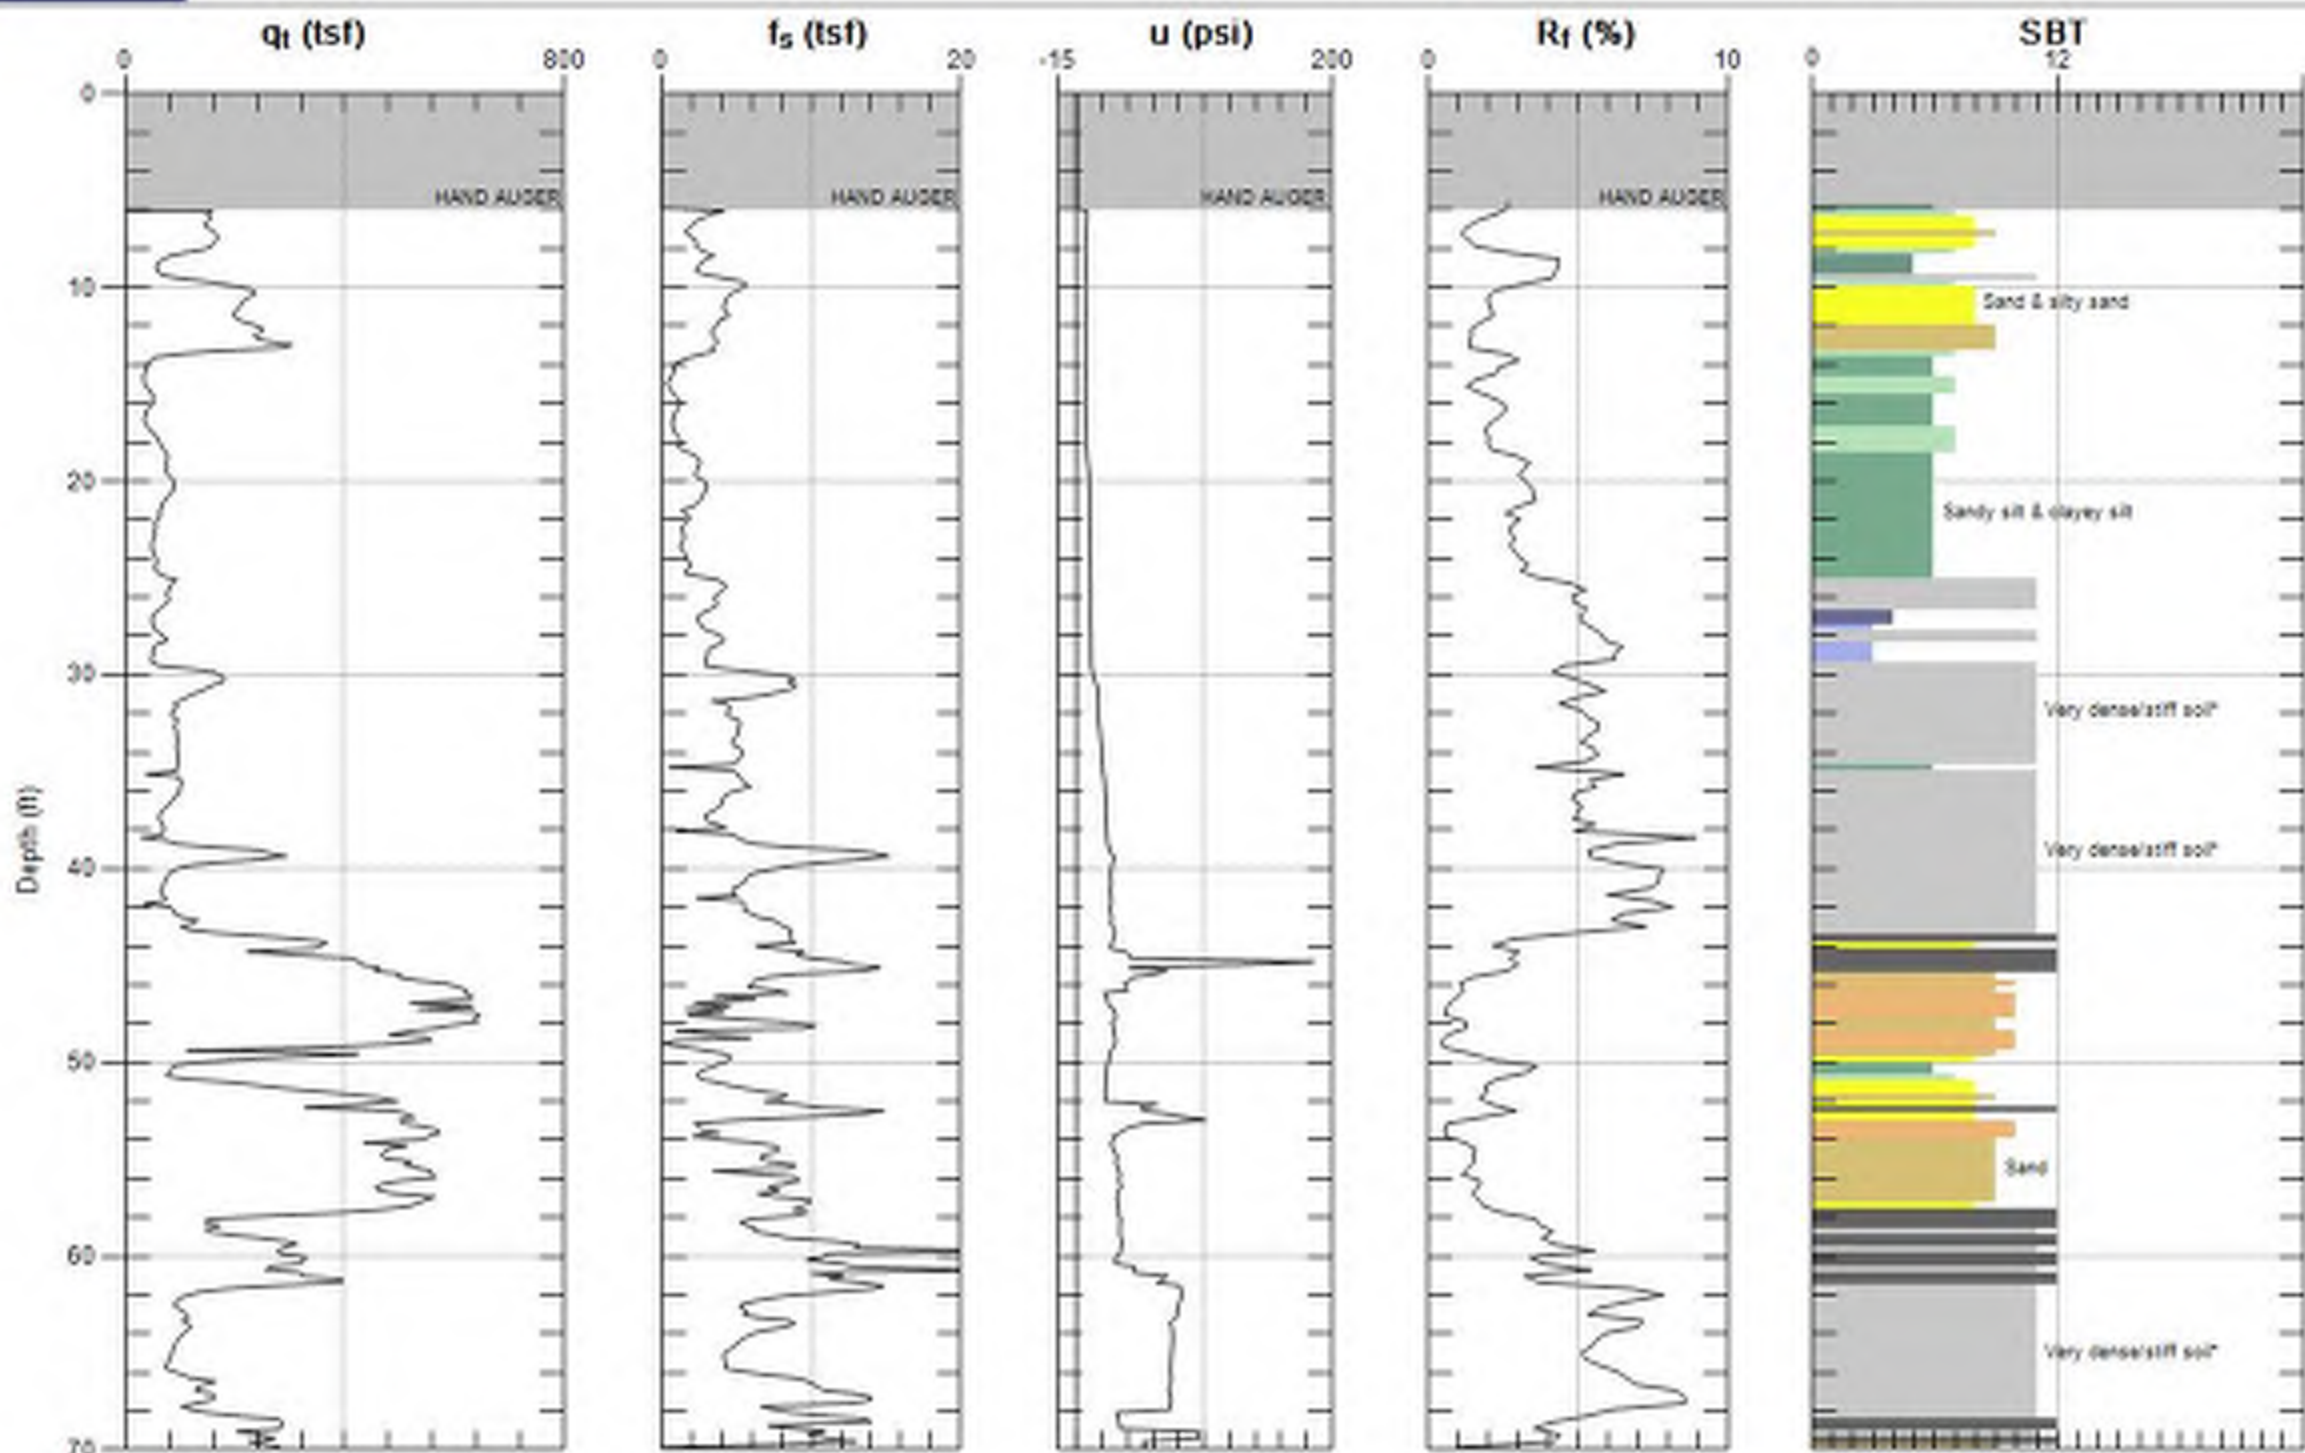 qt (tsf)
0 800
fs (tsf)
0 20
u (psi)
-15 200
Rf (%)
0 10
SBT
0 12
0
HAND AUGER
HAND AUGER
HAND AUGER
HAND AUGER
10
Sand & silty sand
20
Sandy silt & clayey silt
30
Very dense/stiff soil*
Depth (ft)
Very dense/stiff soil*
40
50
Sand
60
Very dense/stiff soil*
70